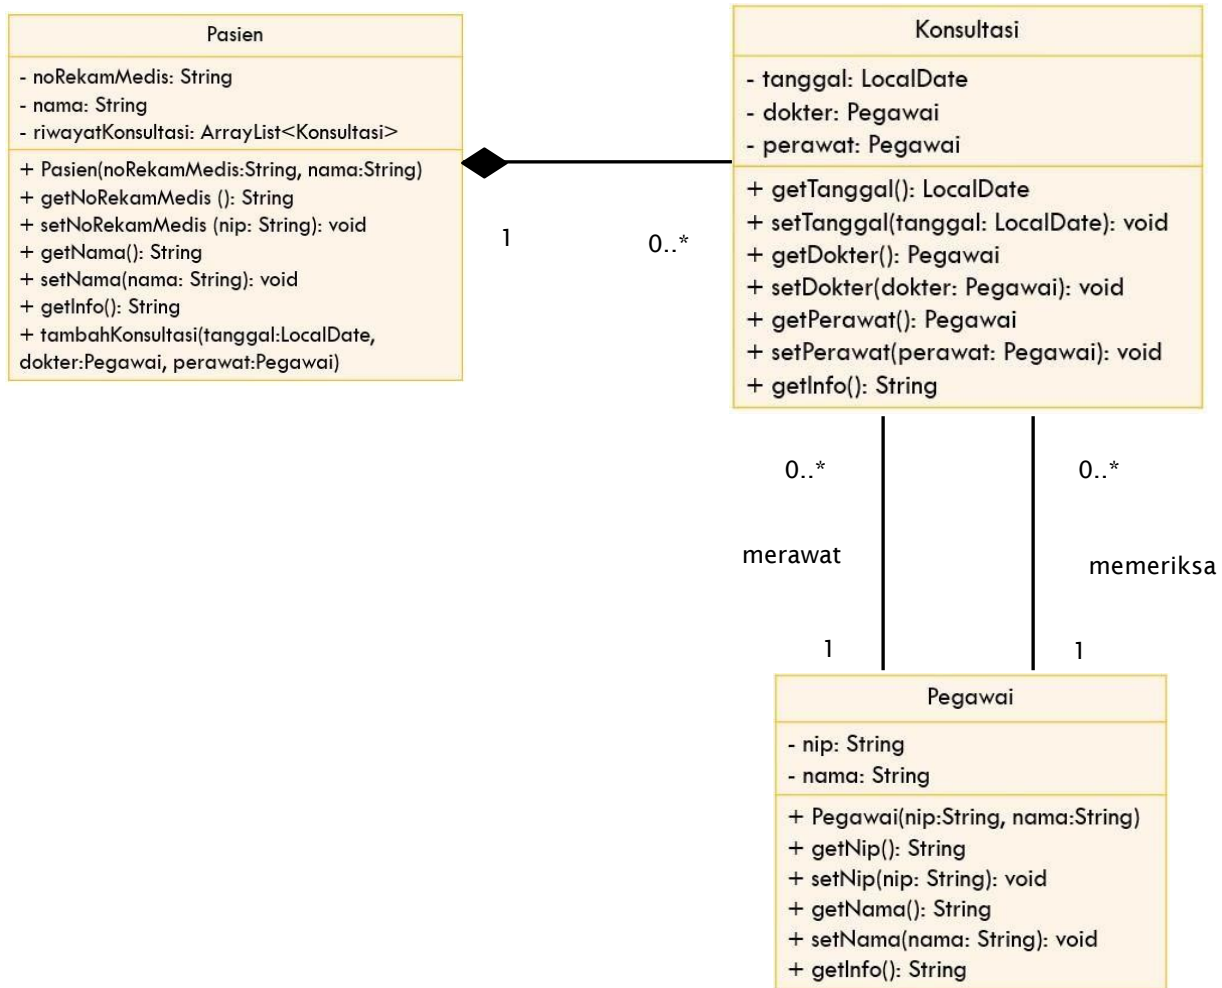 Pasien
- noRekamMedis: String
- nama: String
- riwayatKonsultasi: ArrayList<Konsultasi>
+ Pasien(noRekamMedis:String, nama:String)
+ getNoRekamMedis (): String
+ setNoRekamMedis (nip: String): void
+ getNama(): String
+ setNama(nama: String): void
+ getInfo(): String
+ tambahKonsultasi(tanggal:LocalDate,
dokter:Pegawai, perawat:Pegawai)
1
0..*
Konsultasi
- tanggal: LocalDate
- dokter: Pegawai
- perawat: Pegawai
+ getTanggal(): LocalDate
+ setTanggal(tanggal: LocalDate): void
+ getDokter(): Pegawai
+ setDokter(dokter: Pegawai): void
+ getPerawat(): Pegawai
+ setPerawat(perawat: Pegawai): void
+ getInfo(): String
0..*
0..*
merawat
memeriksa
1
1
Pegawai
- nip: String
- nama: String
+ Pegawai(nip:String, nama:String)
+ getNip(): String
+ setNip(nip: String): void
+ getNama(): String
+ setNama(nama: String): void
+ getInfo(): String